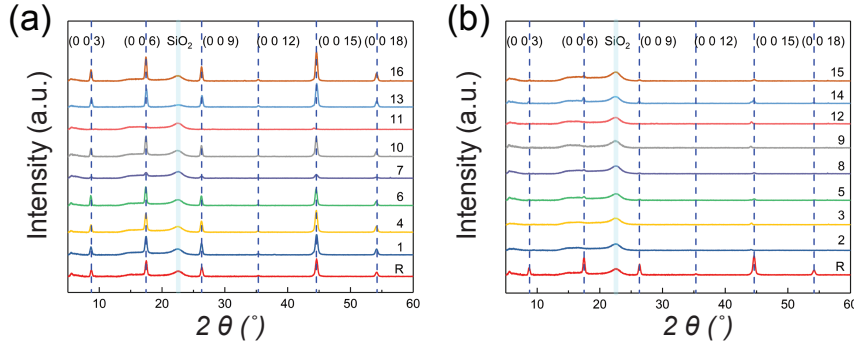 (a)
(0 0 3) (0 0 6) SiO₂ (0 0 9) (0 0 12) (0 0 15) (0 0 18)
16
13
11
10
7
6
4
1
R
Intensity (a.u.)
10 20 30 40 50 60
2 θ (°)
(b)
(0 0 3) (0 0 6) SiO₂ (0 0 9) (0 0 12) (0 0 15) (0 0 18)
15
14
12
9
8
5
3
2
R
Intensity (a.u.)
10 20 30 40 50 60
2 θ (°)